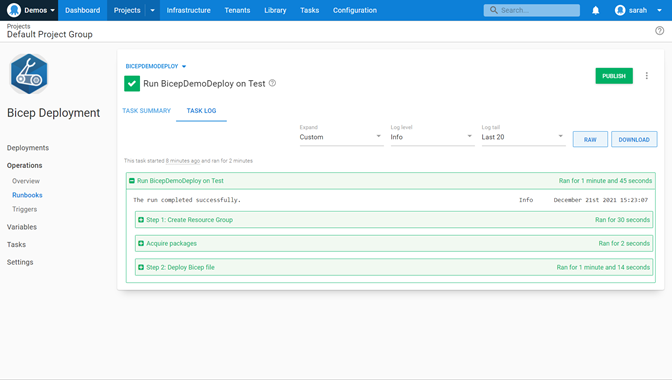 Demos Dashboard Projects Infrastructure Tenants Library Tasks Configuration Search... sarah
Projects
Default Project Group
Bicep Deployment
Deployments
Operations
Overview
Runbooks
Triggers
Variables
Tasks
Settings
BICEPDEMODEPLOY
Run BicepDemoDeploy on Test
PUBLISH
TASK SUMMARY TASK LOG
Expand Log level Log tail
Custom Info Last 20 RAW DOWNLOAD
This task started 8 minutes ago and ran for 2 minutes
Run BicepDemoDeploy on Test Ran for 1 minute and 45 seconds
The run completed successfully. Info December 21st 2021 15:23:07
Step 1: Create Resource Group Ran for 30 seconds
Acquire packages Ran for 2 seconds
Step 2: Deploy Bicep file Ran for 1 minute and 14 seconds